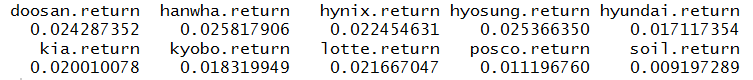 doosan.return hanwha.return hynix.return hyosung.return hyundai.return
0.024287352 0.025817906 0.022454631 0.025366350 0.017117354
kia.return kyobo.return lotte.return posco.return soil.return
0.020010078 0.018319949 0.021667047 0.011196760 0.009197289